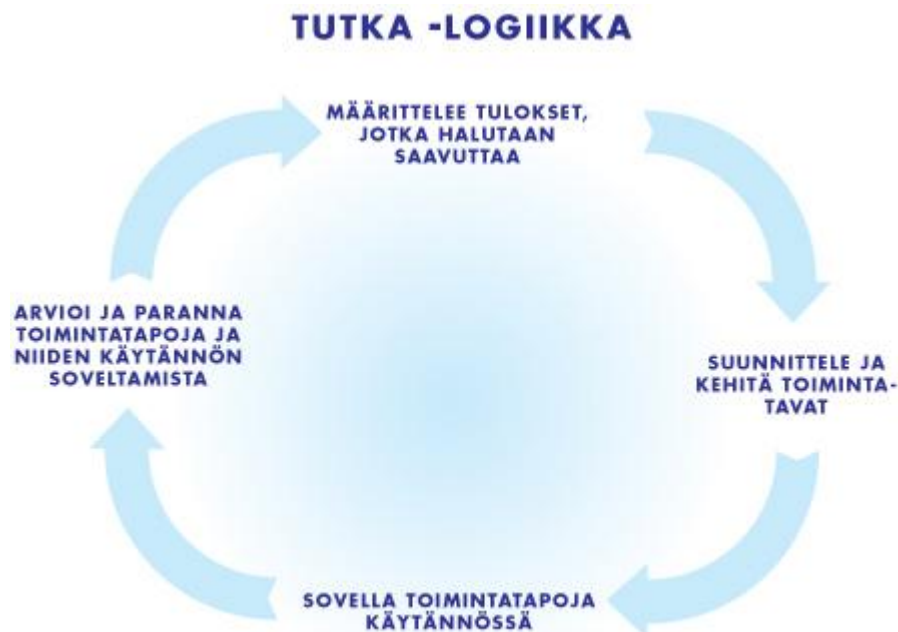 TUTKA -LOGIIKKA
MÄÄRITTELEE TULOKSET,
JOTKA HALUTAAN
SAAVUTTAA
SUUNNITTELE JA
KEHITÄ TOIMINTA-
TAVAT
SOVELLA TOIMINTATAPOJA
KÄYTÄNNÖSSÄ
ARVIOI JA PARANNA
TOIMINTATAPOJA JA
NIIDEN KÄYTÄNNÖN
SOVELTAMISTA